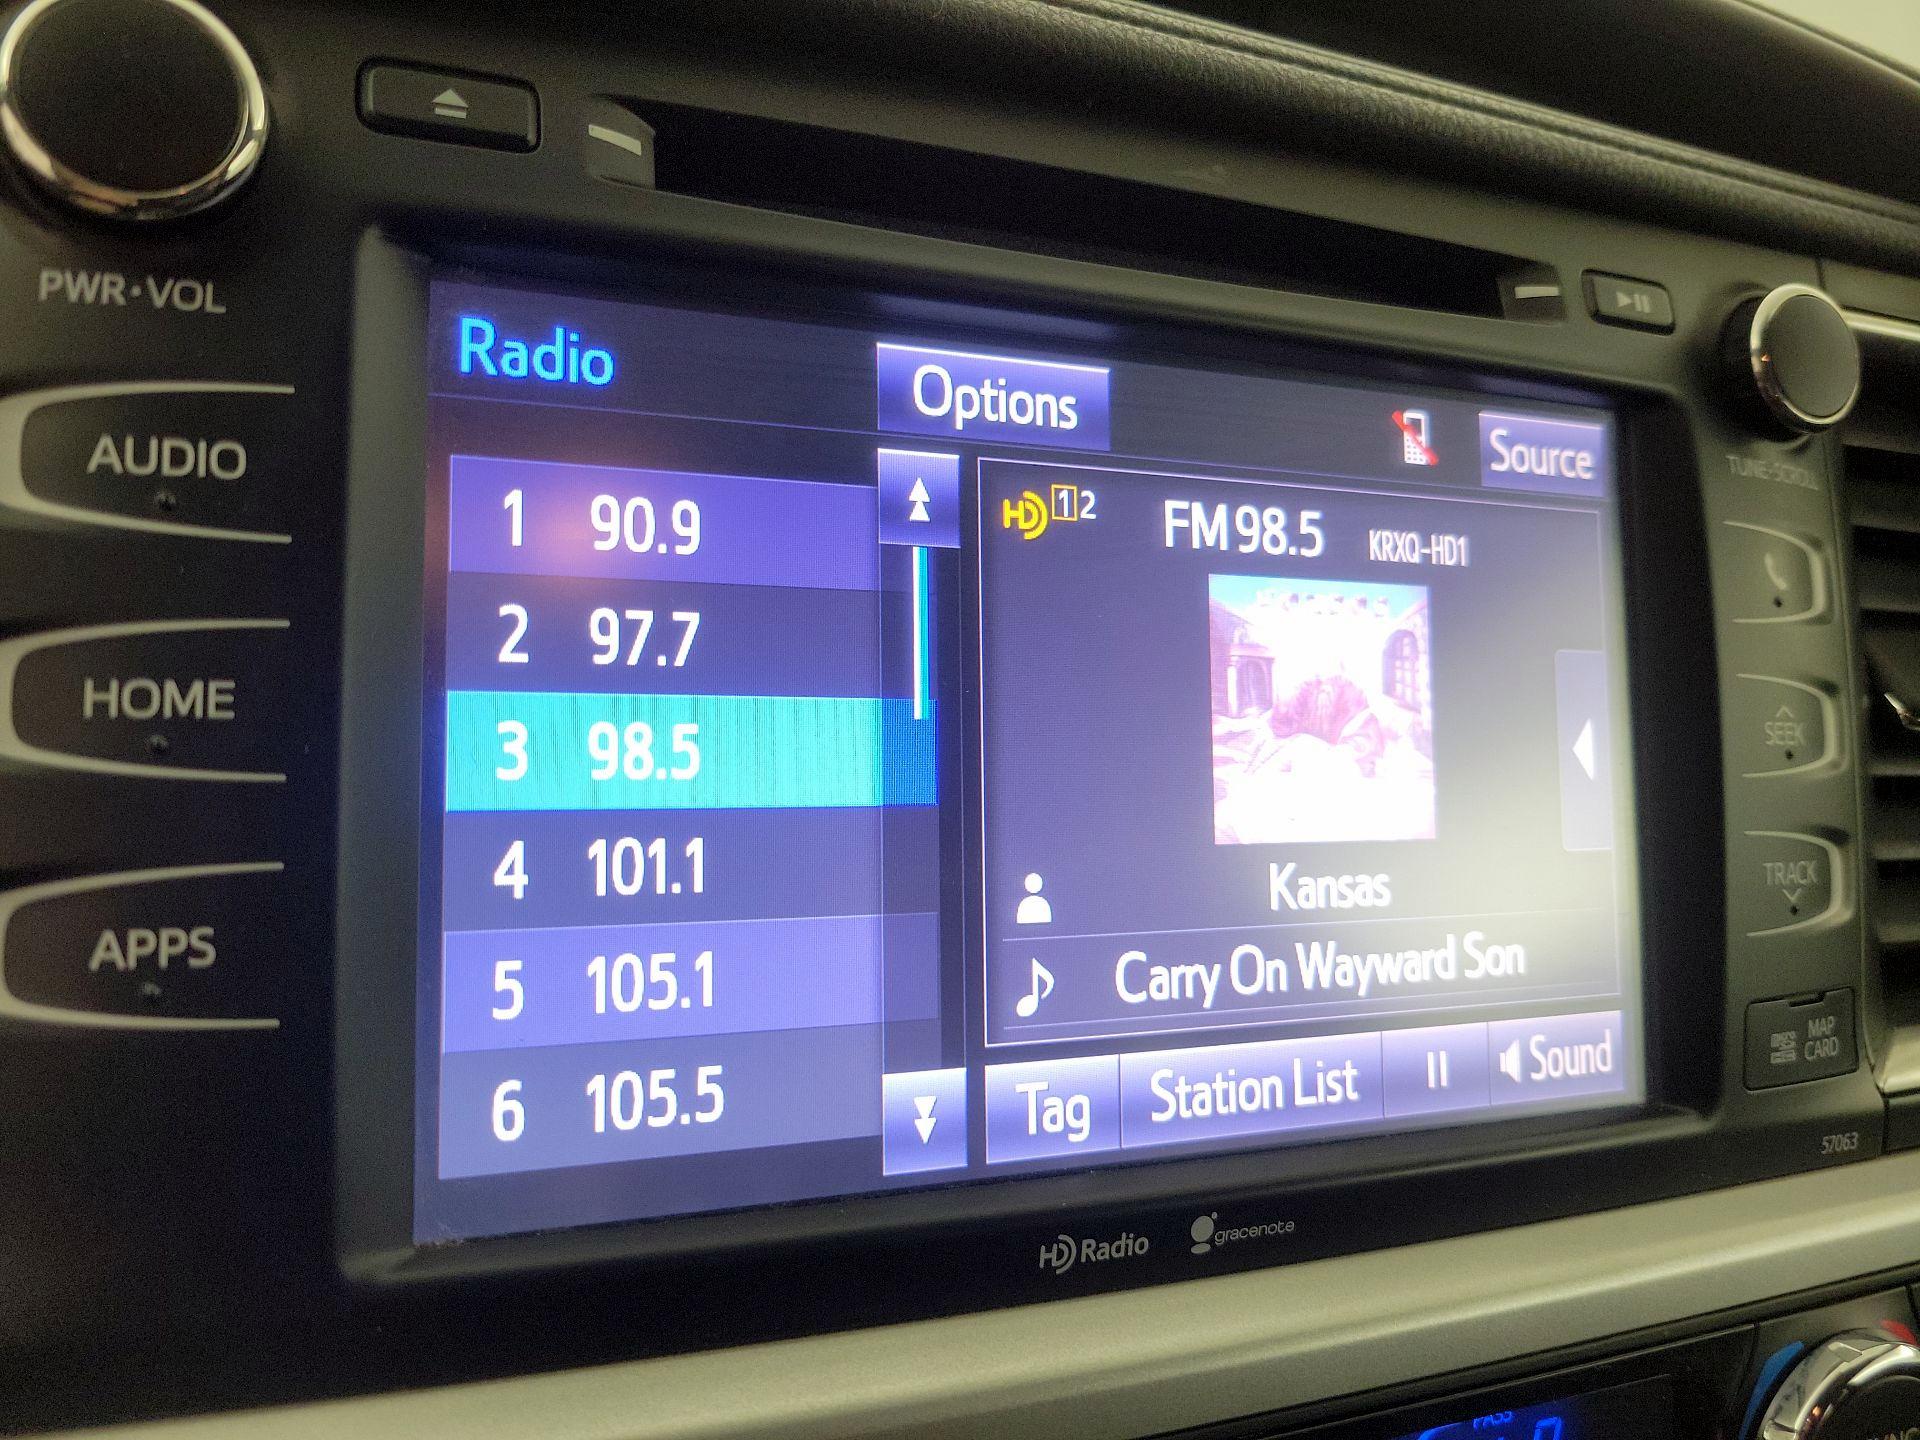 PWR•VOL
AUDIO
HOME
APPS
Radio
Options
Source
1 90.9
2 97.7
3 98.5
4 101.1
5 105.1
6 105.5
HD 1 2
FM 98.5 KRXQ-HD1
Kansas
Carry On Wayward Son
Tag
Station List
Sound
TUNE•SCROLL
SEEK
TRACK
MAP
CARD
57063
HD Radio
gracenote
PASS